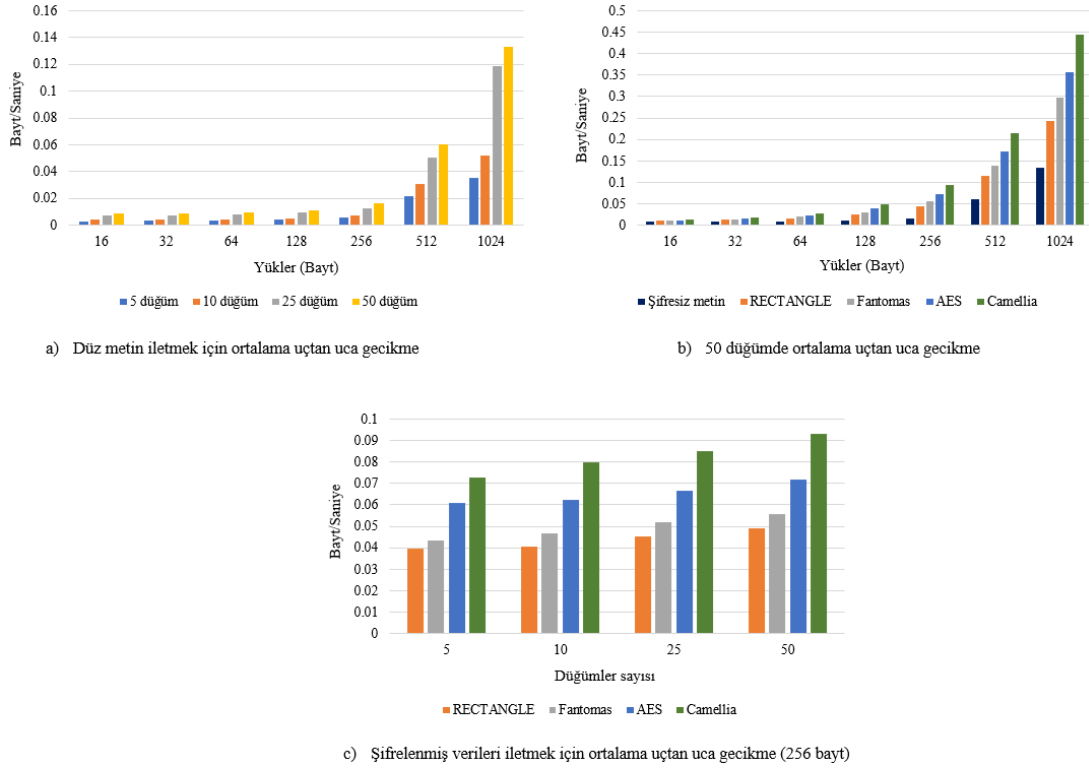 0.16
0.14
0.12
0.1
0.08
0.06
0.04
0.02
0
Bayt/Saniye
16 32 64 128 256 512 1024
Yükler (Bayt)
5 düğüm 10 düğüm 25 düğüm 50 düğüm
a) Düz metin iletmek için ortalama uçtan uca gecikme
0.5
0.45
0.4
0.35
0.3
0.25
0.2
0.15
0.1
0.05
0
Bayt/Saniye
16 32 64 128 256 512 1024
Yükler (Bayt)
Şifresiz metin RECTANGLE Fantomas AES Camellia
b) 50 düğümde ortalama uçtan uca gecikme
0.1
0.09
0.08
0.07
0.06
0.05
0.04
0.03
0.02
0.01
0
Bayt/Saniye
5 10 25 50
Düğümler sayısı
RECTANGLE Fantomas AES Camellia
c) Şifrelenmiş verileri iletmek için ortalama uçtan uca gecikme (256 bayt)